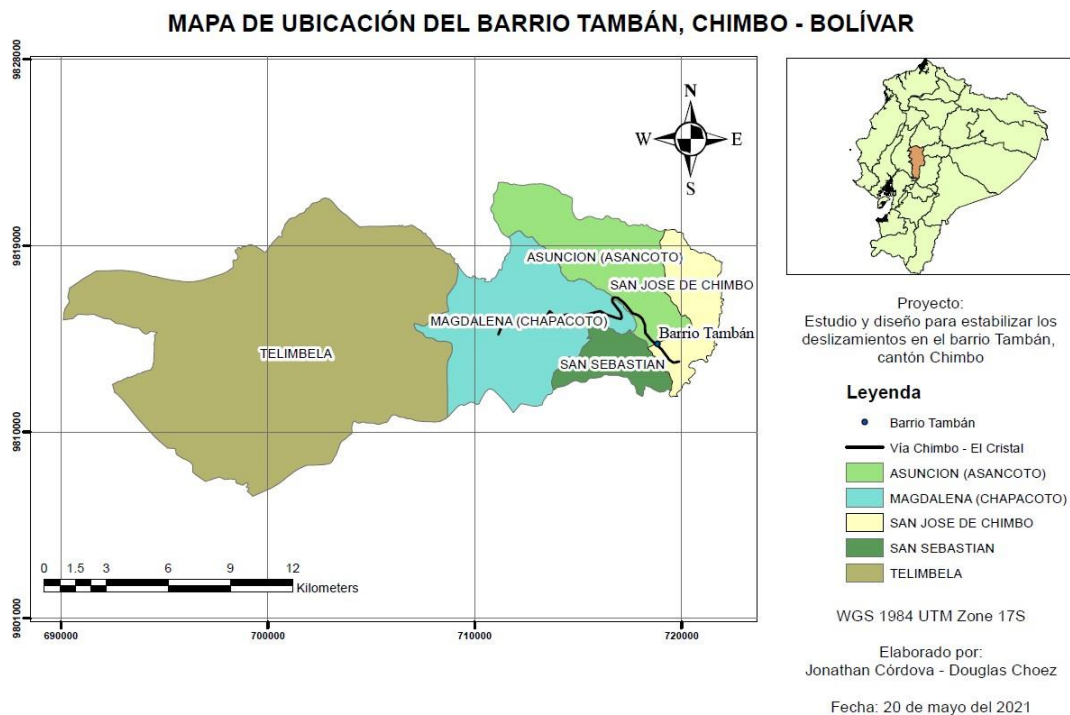 MAPA DE UBICACIÓN DEL BARRIO TAMBÁN, CHIMBO - BOLÍVAR
9828000
9819000
9810000
9801000
690000
700000
710000
720000
N
W
E
S
ASUNCION (ASANCOTO)
SAN JOSE DE CHIMBO
MAGDALENA (CHAPACOTO)
Barrio Tambán
TELIMBELA
SAN SEBASTIAN
0 1.5 3 6 9 12
Kilometers
Proyecto:
Estudio y diseño para estabilizar los
deslizamientos en el barrio Tambán,
cantón Chimbo
Leyenda
Barrio Tambán
Vía Chimbo - El Cristal
ASUNCION (ASANCOTO)
MAGDALENA (CHAPACOTO)
SAN JOSE DE CHIMBO
SAN SEBASTIAN
TELIMBELA
WGS 1984 UTM Zone 17S
Elaborado por:
Jonathan Córdova - Douglas Choez
Fecha: 20 de mayo del 2021